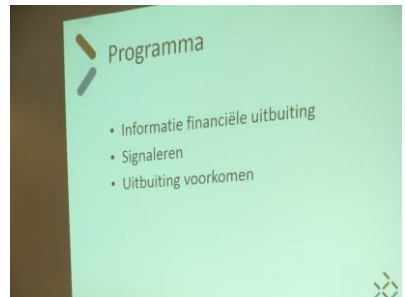 Programma
• Informatie financiële uitbuiting
• Signaleren
• Uitbuiting voorkomen